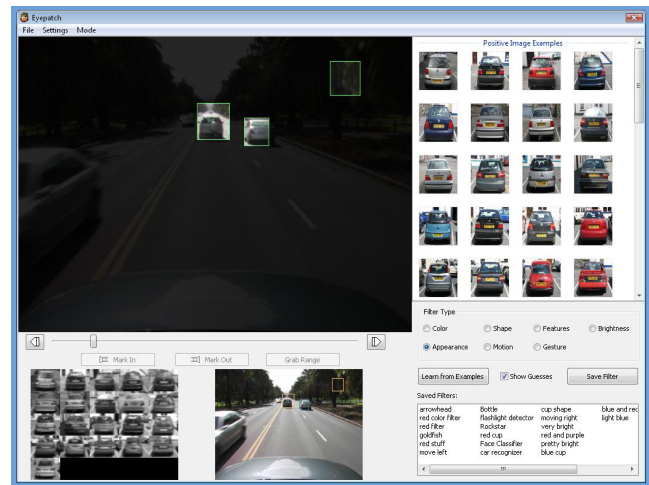 Eyepatch
File Settings Mode
Positive Image Examples
Mark In Mark Out Grab Range
Filter Type
Color Shape Features Brightness
Appearance Motion Gesture
Learn from Examples Show Guesses Save Filter
Saved Filters:
arrowhead Bottle cup shape blue and rec
red color filter flashlight detector moving right light blue
red filter Rockstar very bright
goldfish red cup red and purple
red stuff Face Classifier pretty bright
move left car recognizer blue cup